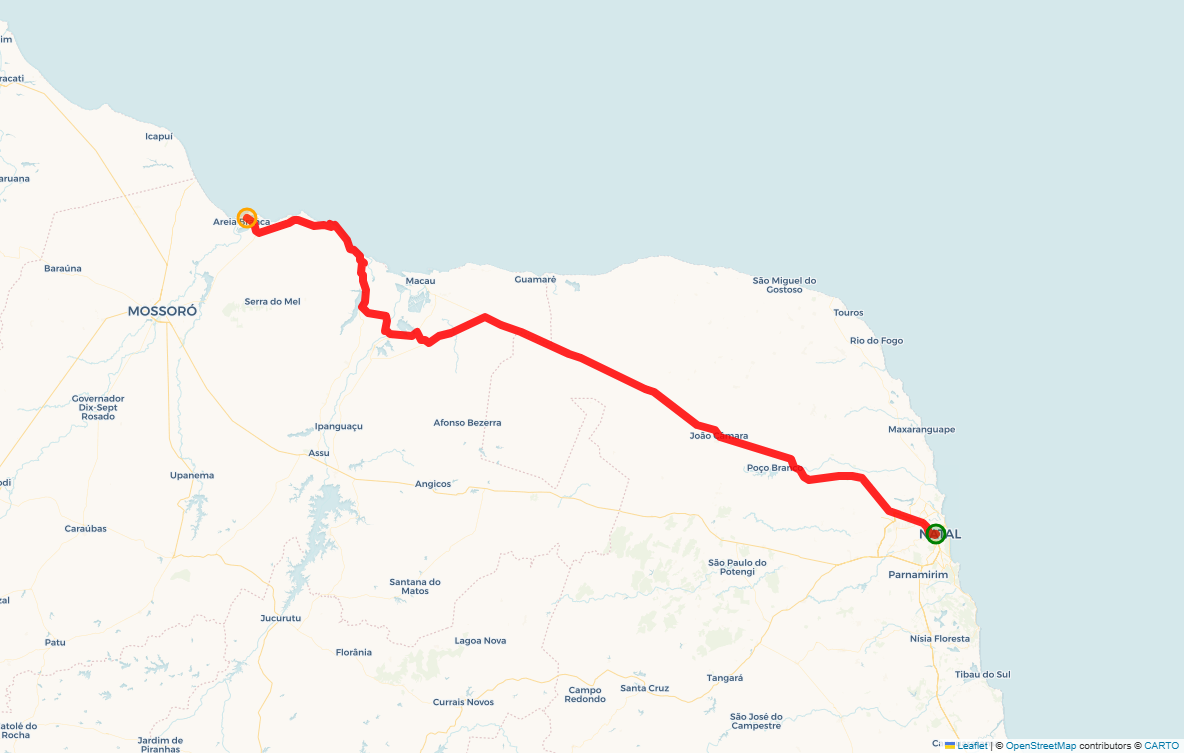 im
racati
Icapuí
aruana
Areia Branca
Baraúna
Macau
Guamaré
São Miguel do
Gostoso
Serra do Mel
MOSSORÓ
Touros
Rio do Fogo
Governador
Dix-Sept
Rosado
Ipanguaçu
Afonso Bezerra
João Câmara
Maxaranguape
Assu
Poço Branco
odi
Upanema
Angicos
Caraúbas
NATAL
São Paulo do
Potengi
Parnamirim
Santana do
Matos
zal
Jucurutu
Patu
Lagoa Nova
Nísia Floresta
Florânia
Tangará
Tibau do Sul
Campo
Redondo
Santa Cruz
Currais Novos
São José do
Campestre
atolé do
Rocha
Jardim de
Piranhas
Ca
Leaflet | © OpenStreetMap contributors © CARTO